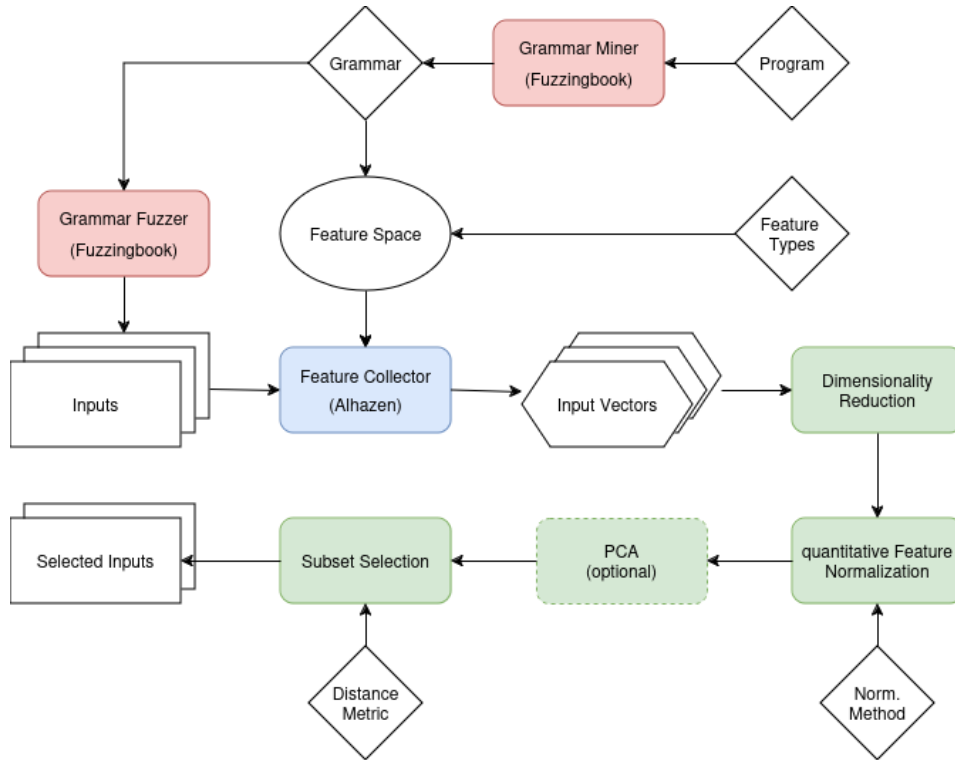 Grammar
Grammar Miner
(Fuzzingbook)
Program
Grammar Fuzzer
(Fuzzingbook)
Feature Space
Feature
Types
Inputs
Feature Collector
(Alhazen)
Input Vectors
Dimensionality
Reduction
Selected Inputs
Subset Selection
PCA
(optional)
quantitative Feature
Normalization
Distance
Metric
Norm.
Method